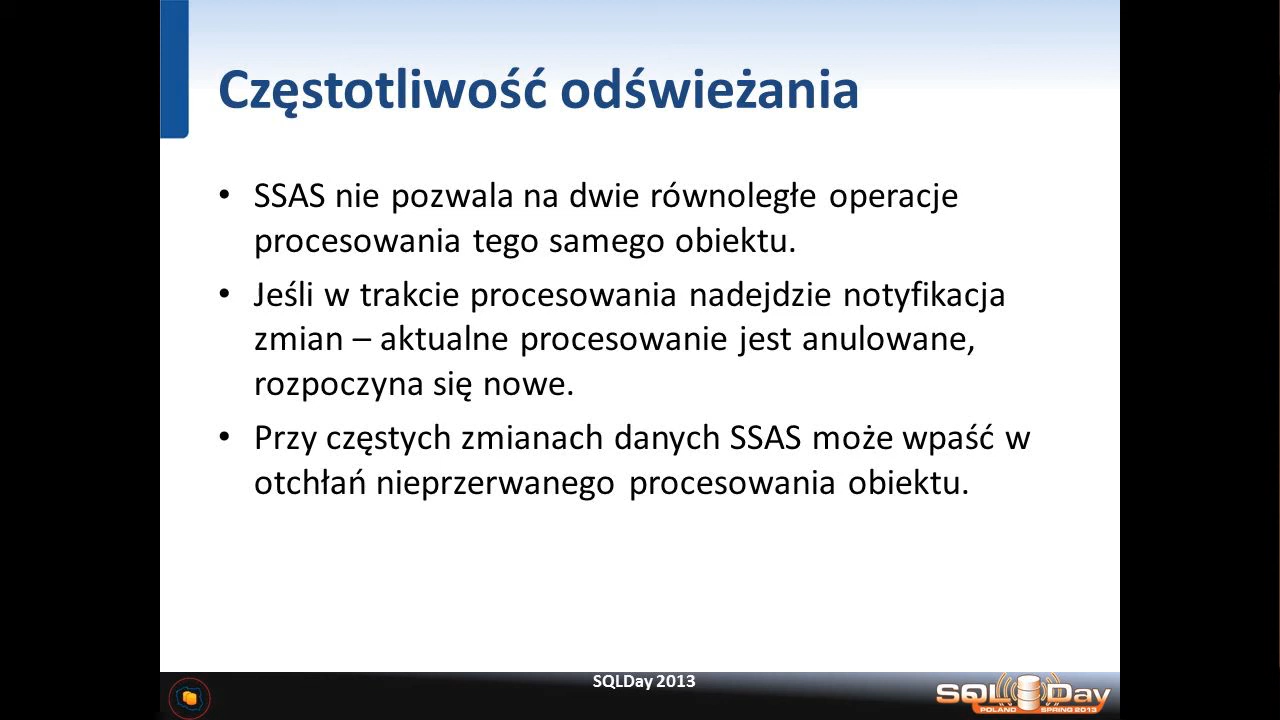 Częstotliwość odświeżania
• SSAS nie pozwala na dwie równoległe operacje
procesowania tego samego obiektu.
• Jeśli w trakcie procesowania nadejdzie notyfikacja
zmian – aktualne procesowanie jest anulowane,
rozpoczyna się nowe.
• Przy częstych zmianach danych SSAS może wpaść w
otchłań nieprzerwanego procesowania obiektu.
SQLDay 2013
SQL Day
POLAND SPRING 2013